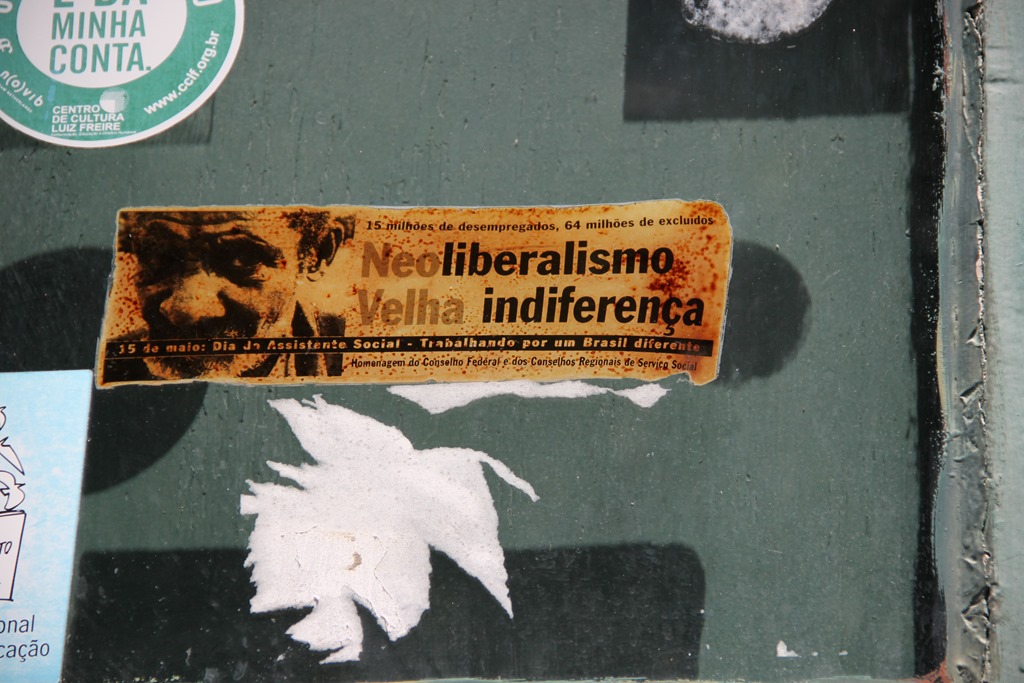 MINHA
CONTA.
CENTRO
DE CULTURA
LUIZ FREIRE
www.cclf.org.br
n(o)vib
15 milhões de desempregados, 64 milhões de excluídos
Neoliberalismo
Velha indiferença
15 de maio: Dia do Assistente Social - Trabalhando por um Brasil diferente
Homenagem do Conselho Federal e dos Conselhos Regionais de Serviço Social
onal
cação